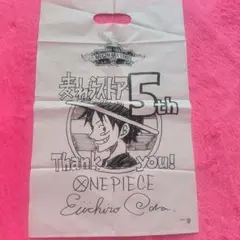 麦わらストア 5th
Thank you!
ONE PIECE
Eiichiro Oda